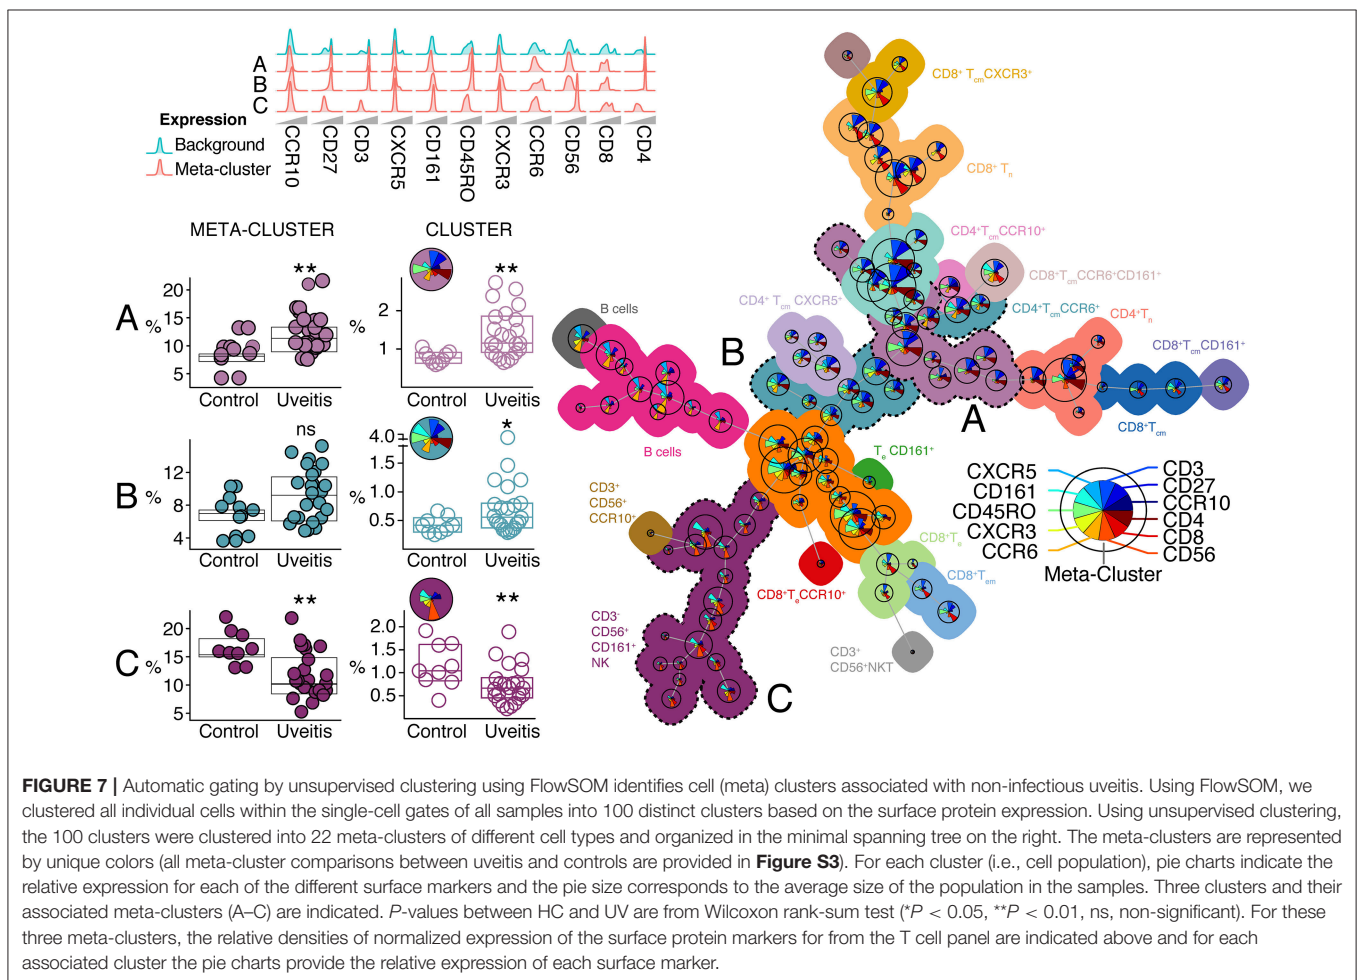 A
B
C
Expression
Background
Meta-cluster
CCR10
CD27
CD3
CXCR5
CD161
CD45RO
CXCR3
CCR6
CD56
CD8
CD4
META-CLUSTER
CLUSTER
A
%
20
15
10
5
**
Control
Uveitis
%
2
1
**
Control
Uveitis
B
%
12
8
4
ns
Control
Uveitis
%
4.0
1.5
1.0
0.5
*
Control
Uveitis
C
%
20
15
10
5
**
Control
Uveitis
%
2.0
1.5
1.0
0.5
**
Control
Uveitis
CD8⁺ TcmCXCR3⁺
CD8⁺ Tn
CD4⁺TcmCCR10⁺
CD8⁺TcmCCR6⁺CD161⁺
CD4⁺ TcmCXCR5⁺
CD4⁺TcmCCR6⁺
CD4⁺Tn
CD8⁺TcmCD161⁺
B cells
B
A
CD8⁺Tcm
B cells
Te CD161⁺
CD3⁺
CD56⁺
CCR10⁺
CD8⁺Te
CD8⁺Tem
CD8⁺TeCCR10⁺
CD3⁻
CD56⁺
CD161⁺
NK
CD3⁺
CD56⁺NKT
C
CXCR5
CD161
CD45RO
CXCR3
CCR6
CD3
CD27
CCR10
CD4
CD8
CD56
Meta-Cluster
FIGURE 7 | Automatic gating by unsupervised clustering using FlowSOM identifies cell (meta) clusters associated with non-infectious uveitis. Using FlowSOM, we
clustered all individual cells within the single-cell gates of all samples into 100 distinct clusters based on the surface protein expression. Using unsupervised clustering,
the 100 clusters were clustered into 22 meta-clusters of different cell types and organized in the minimal spanning tree on the right. The meta-clusters are represented
by unique colors (all meta-cluster comparisons between uveitis and controls are provided in Figure S3). For each cluster (i.e., cell population), pie charts indicate the
relative expression for each of the different surface markers and the pie size corresponds to the average size of the population in the samples. Three clusters and their
associated meta-clusters (A–C) are indicated. P-values between HC and UV are from Wilcoxon rank-sum test (*P < 0.05, **P < 0.01, ns, non-significant). For these
three meta-clusters, the relative densities of normalized expression of the surface protein markers for from the T cell panel are indicated above and for each
associated cluster the pie charts provide the relative expression of each surface marker.